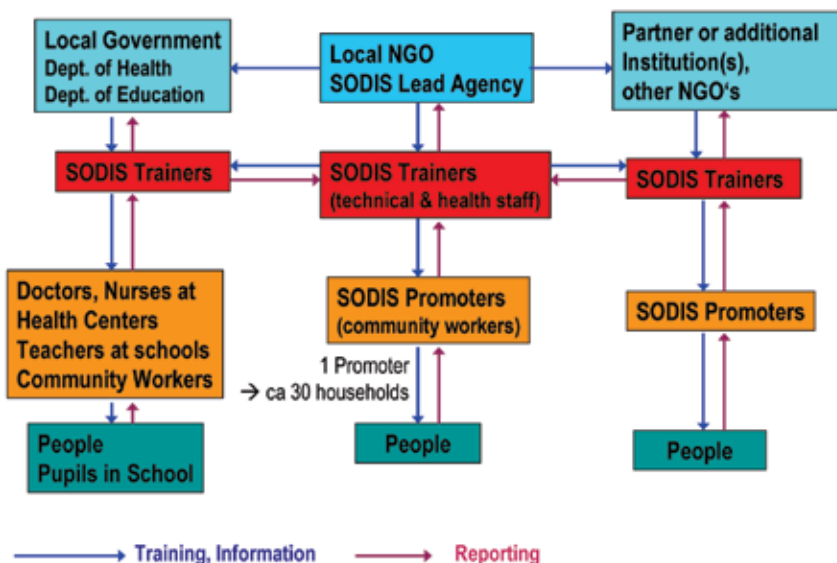 Local Government
Dept. of Health
Dept. of Education
Local NGO
SODIS Lead Agency
Partner or additional
Institution(s),
other NGO‘s
SODIS Trainers
SODIS Trainers
(technical & health staff)
SODIS Trainers
Doctors, Nurses at
Health Centers
Teachers at schools
Community Workers
SODIS Promoters
(community workers)
SODIS Promoters
1 Promoter
→ ca 30 households
People
Pupils in School
People
People
Training, Information
Reporting